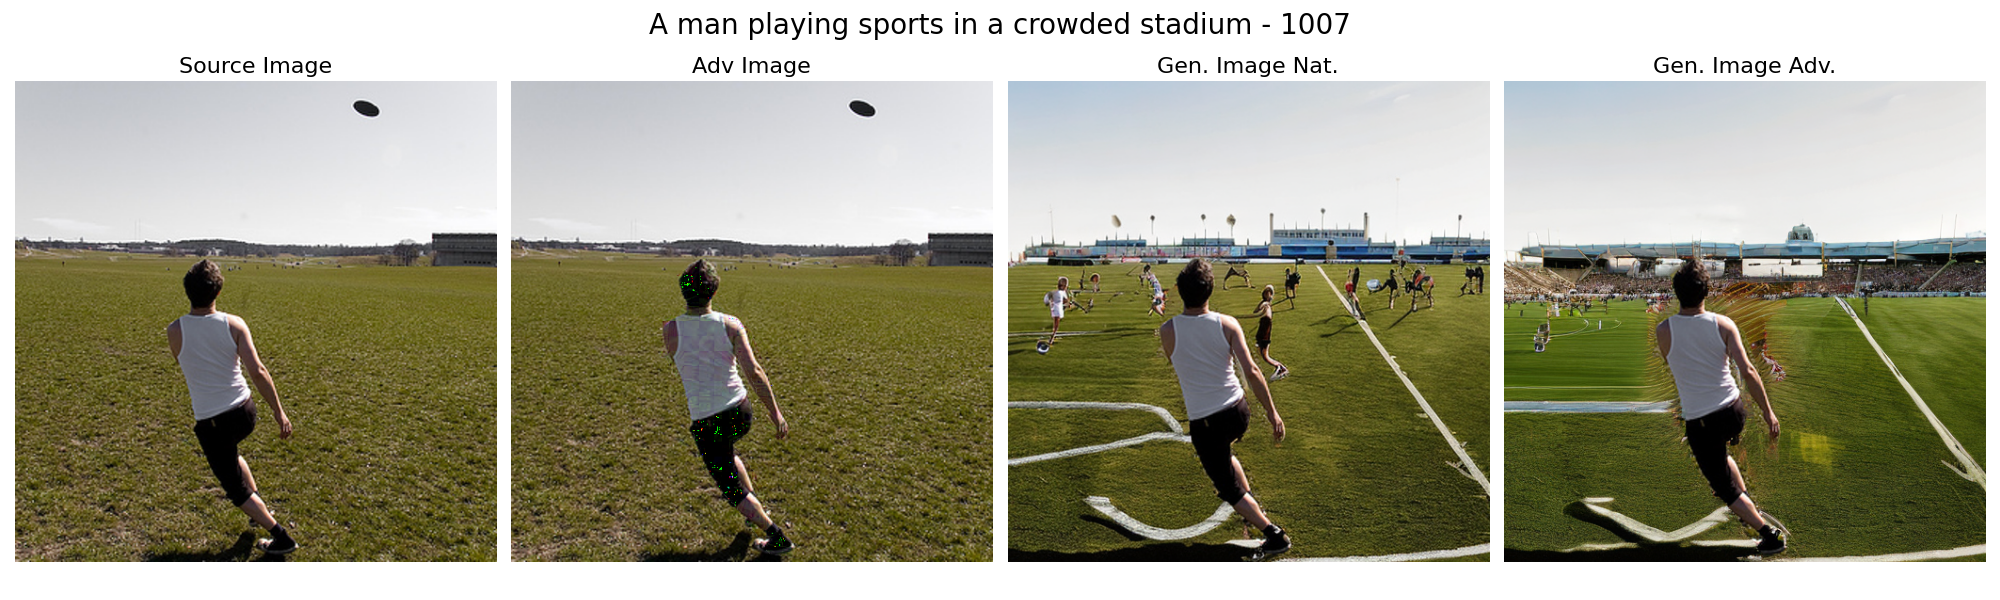 A man playing sports in a crowded stadium - 1007
Source Image
Adv Image
Gen. Image Nat.
Gen. Image Adv.